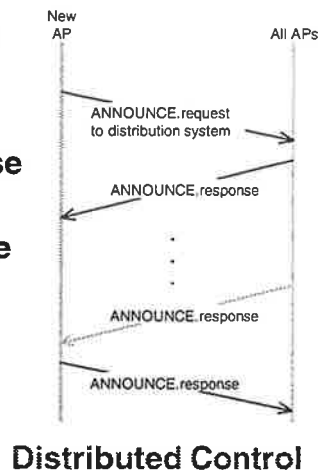 New
AP
All APs
ANNOUNCE.request
to distribution system
ANNOUNCE.response
ANNOUNCE.response
ANNOUNCE.response
Distributed Control